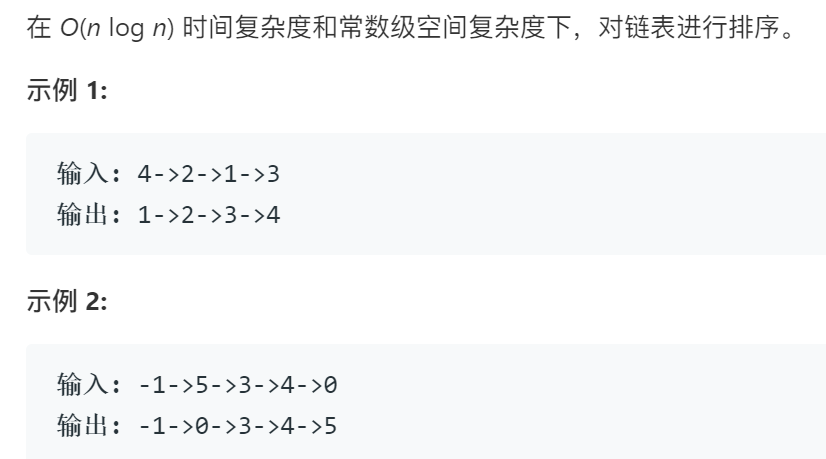 在 O(n log n) 时间复杂度和常数级空间复杂度下，对链表进行排序。
示例 1:
输入: 4->2->1->3
输出: 1->2->3->4
示例 2:
输入: -1->5->3->4->0
输出: -1->0->3->4->5